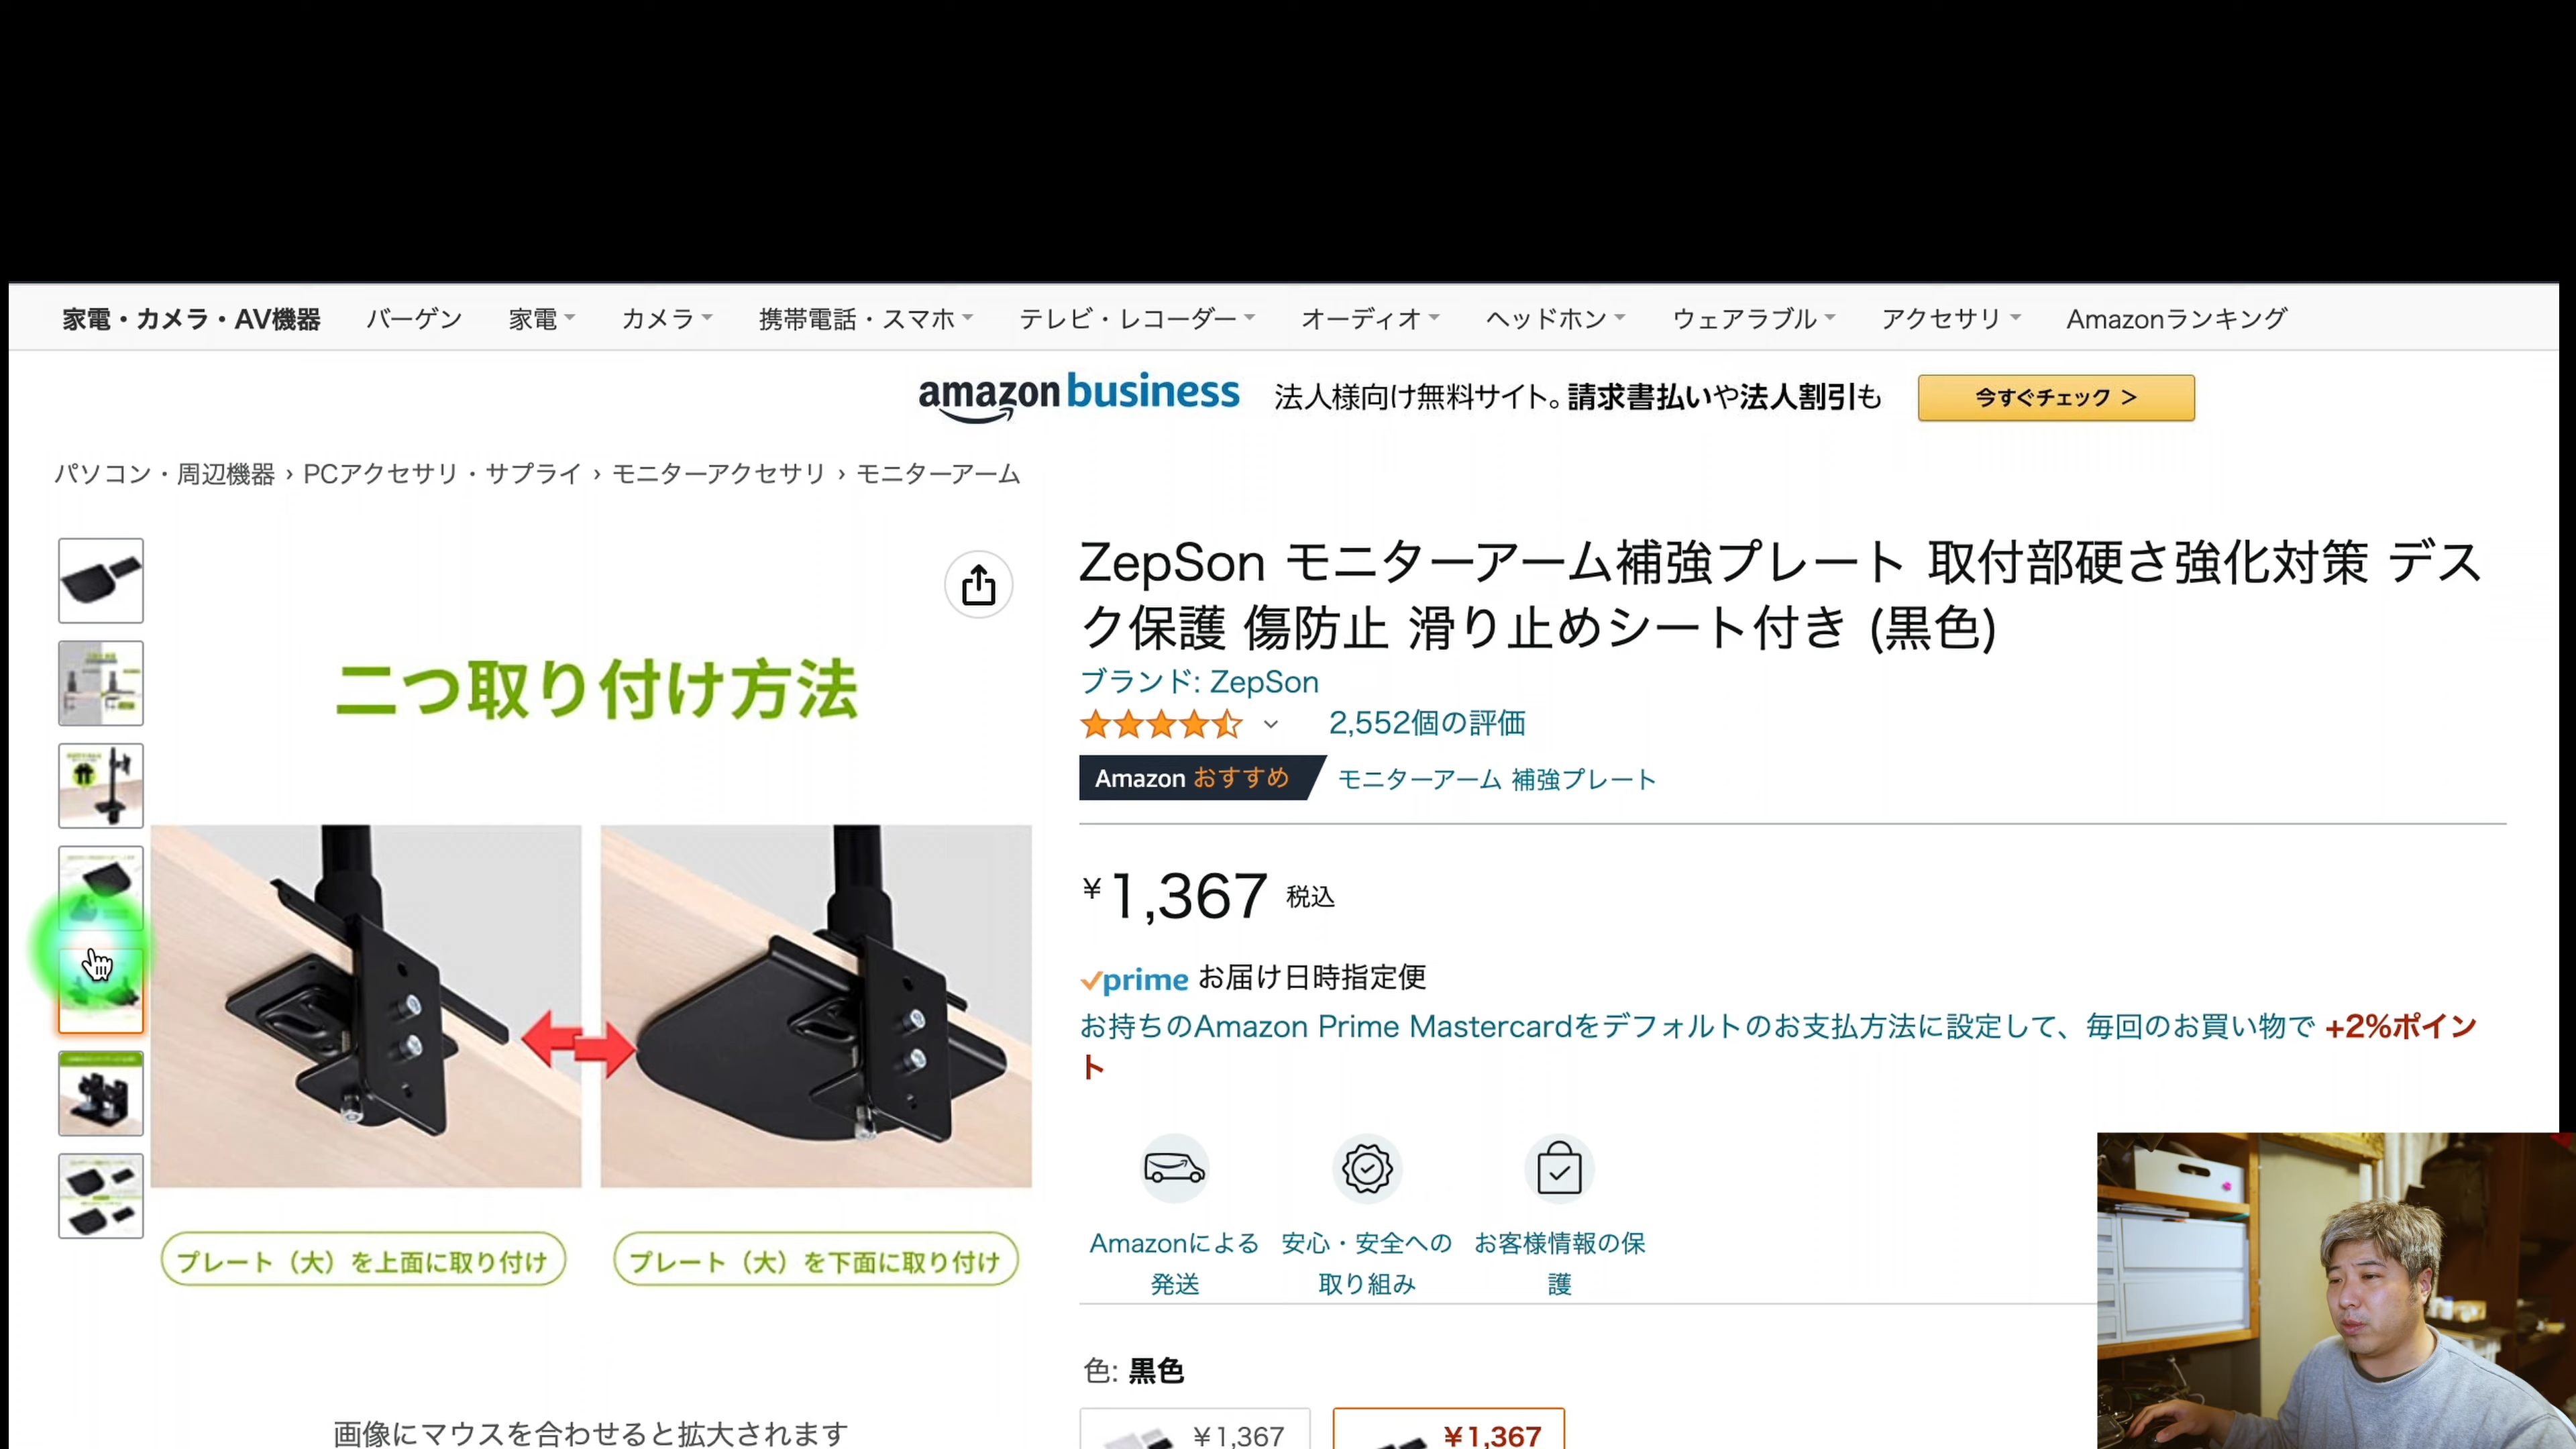 家電・カメラ・AV機器 バーゲン 家電 カメラ 携帯電話・スマホ テレビ・レコーダー オーディオ ヘッドホン ウェアラブル アクセサリ Amazonランキング
amazon business 法人様向け無料サイト。請求書払いや法人割引も 今すぐチェック >
パソコン・周辺機器 › PCアクセサリ・サプライ › モニターアクセサリ › モニターアーム
二つ取り付け方法
プレート（大）を上面に取り付け
プレート（大）を下面に取り付け
画像にマウスを合わせると拡大されます
ZepSon モニターアーム補強プレート 取付部硬さ強化対策 デス
ク保護 傷防止 滑り止めシート付き (黒色)
ブランド: ZepSon
2,552個の評価
Amazon おすすめ モニターアーム 補強プレート
¥1,367 税込
prime お届け日時指定便
お持ちのAmazon Prime Mastercardをデフォルトのお支払方法に設定して、毎回のお買い物で +2%ポイン
ト
Amazonによる
発送
安心・安全への
取り組み
お客様情報の保
護
色: 黒色
¥1,367
¥1,367